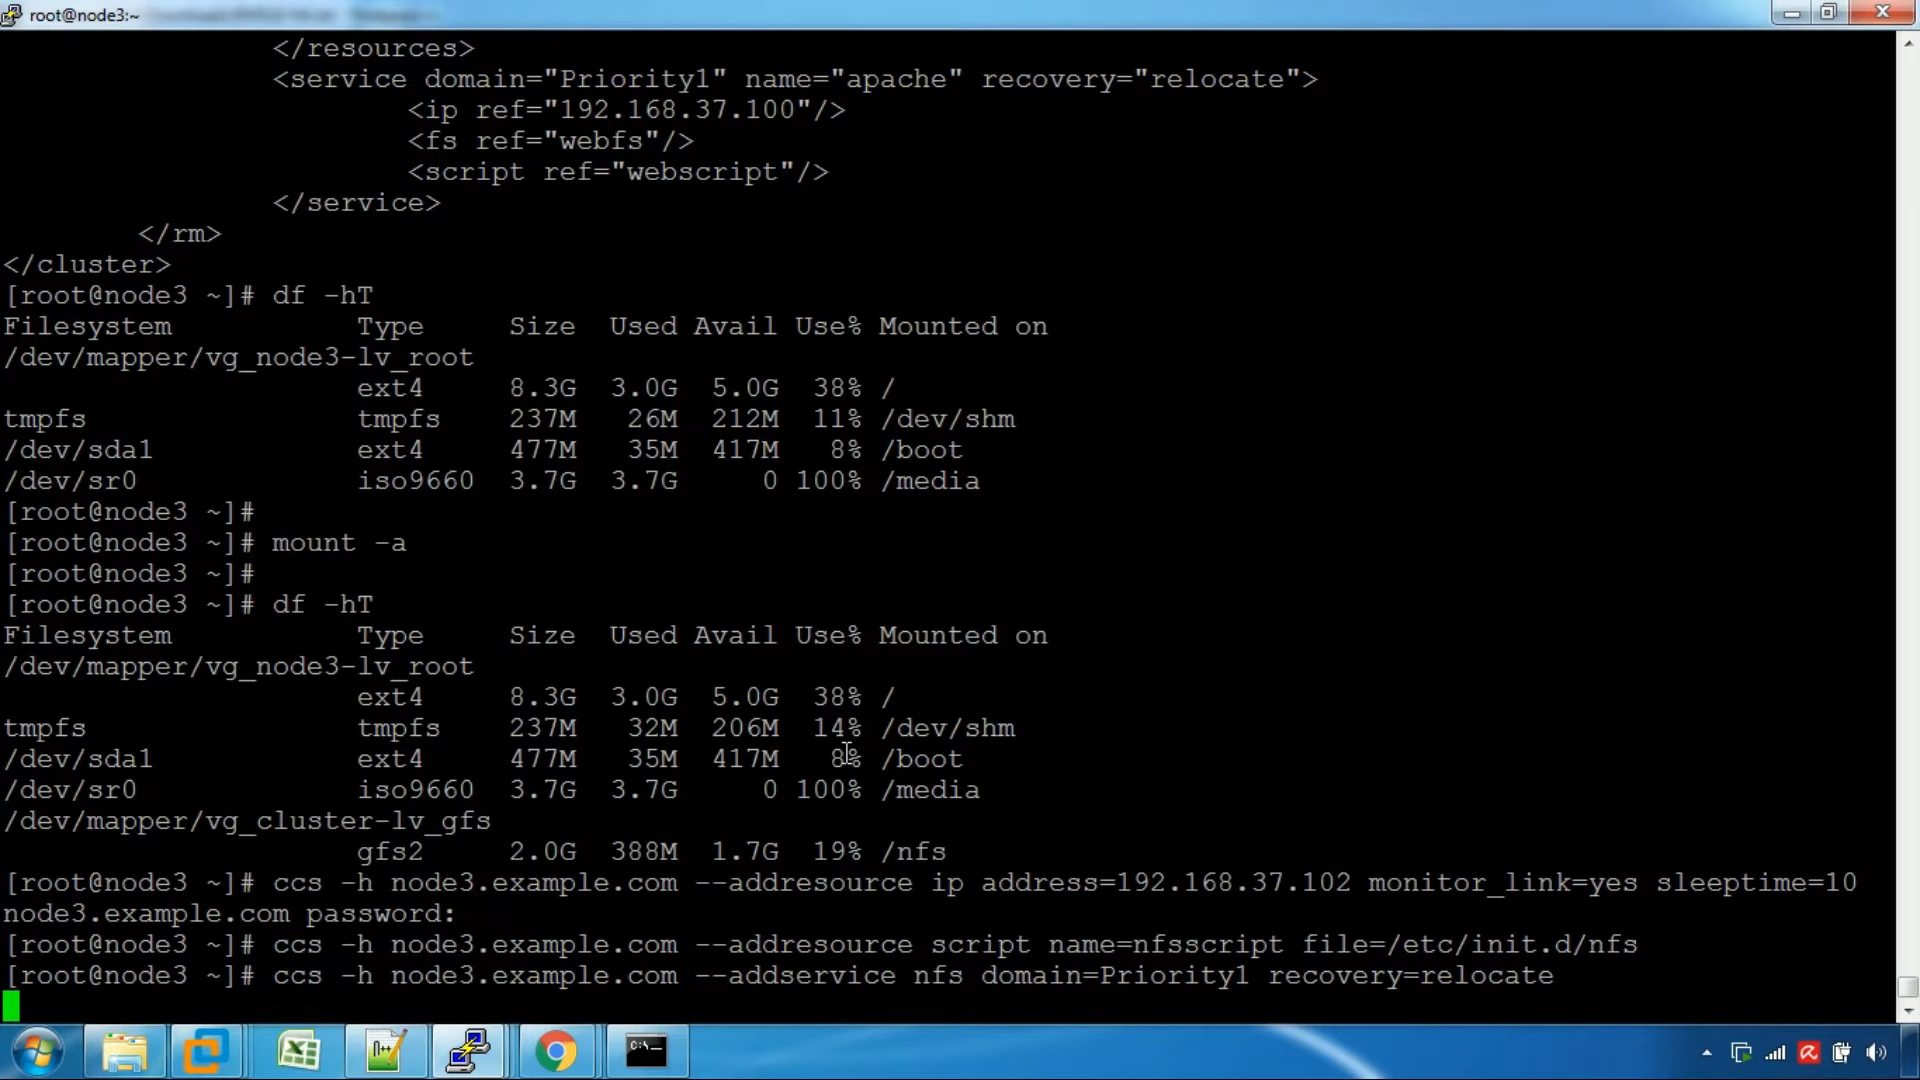 root@node3:~
</resources>
<service domain="Priority1" name="apache" recovery="relocate">
<ip ref="192.168.37.100"/>
<fs ref="webfs"/>
<script ref="webscript"/>
</service>
</rm>
</cluster>
[root@node3 ~]# df -hT
Filesystem Type Size Used Avail Use% Mounted on
/dev/mapper/vg_node3-lv_root
ext4 8.3G 3.0G 5.0G 38% /
tmpfs tmpfs 237M 26M 212M 11% /dev/shm
/dev/sda1 ext4 477M 35M 417M 8% /boot
/dev/sr0 iso9660 3.7G 3.7G 0 100% /media
[root@node3 ~]#
[root@node3 ~]# mount -a
[root@node3 ~]#
[root@node3 ~]# df -hT
Filesystem Type Size Used Avail Use% Mounted on
/dev/mapper/vg_node3-lv_root
ext4 8.3G 3.0G 5.0G 38% /
tmpfs tmpfs 237M 32M 206M 14% /dev/shm
/dev/sda1 ext4 477M 35M 417M 8% /boot
/dev/sr0 iso9660 3.7G 3.7G 0 100% /media
/dev/mapper/vg_cluster-lv_gfs
gfs2 2.0G 388M 1.7G 19% /nfs
[root@node3 ~]# ccs -h node3.example.com --addresource ip address=192.168.37.102 monitor_link=yes sleeptime=10
node3.example.com password:
[root@node3 ~]# ccs -h node3.example.com --addresource script name=nfsscript file=/etc/init.d/nfs
[root@node3 ~]# ccs -h node3.example.com --addservice nfs domain=Priority1 recovery=relocate